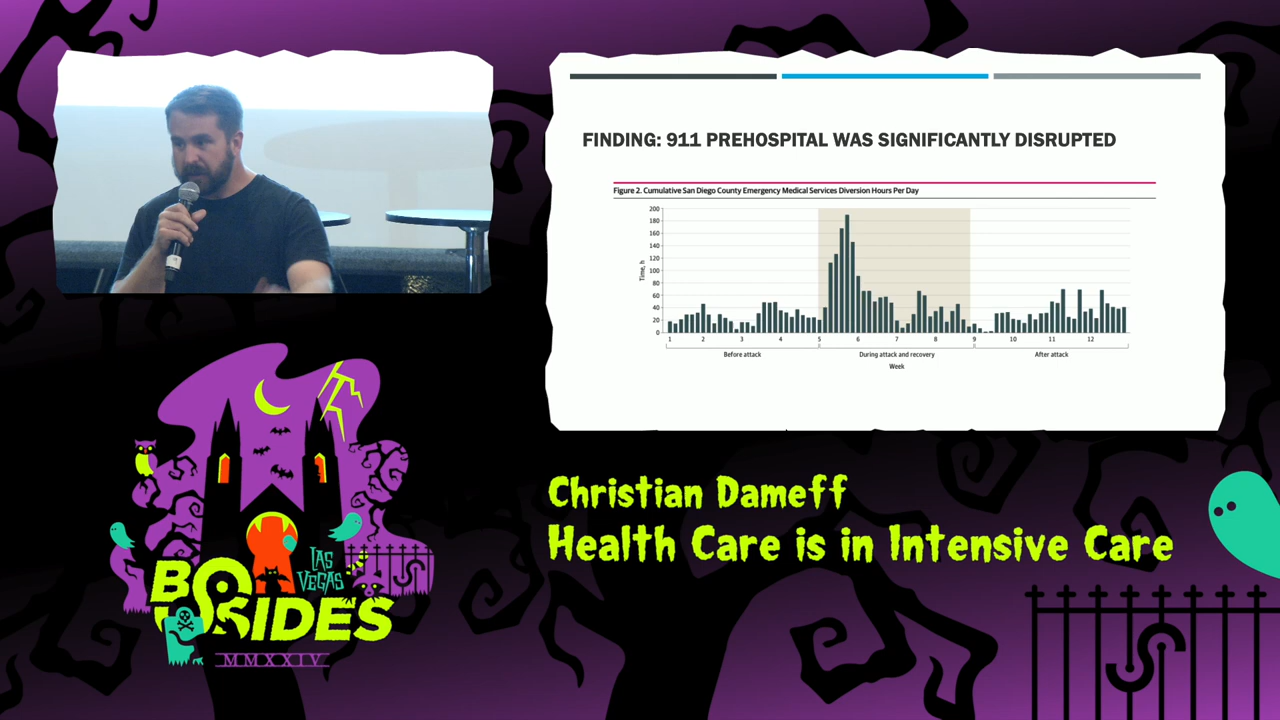 FINDING: 911 PREHOSPITAL WAS SIGNIFICANTLY DISRUPTED
Figure 2. Cumulative San Diego County Emergency Medical Services Diversion Hours Per Day
200
180
160
140
120
100
80
60
40
20
0
Time, h
1 2 3 4 5 6 7 8 9 10 11 12
Before attack During attack and recovery After attack
Week
Christian Dameff
Health Care is in Intensive Care
LAS
VEGAS
BSIDES
MMXXIV